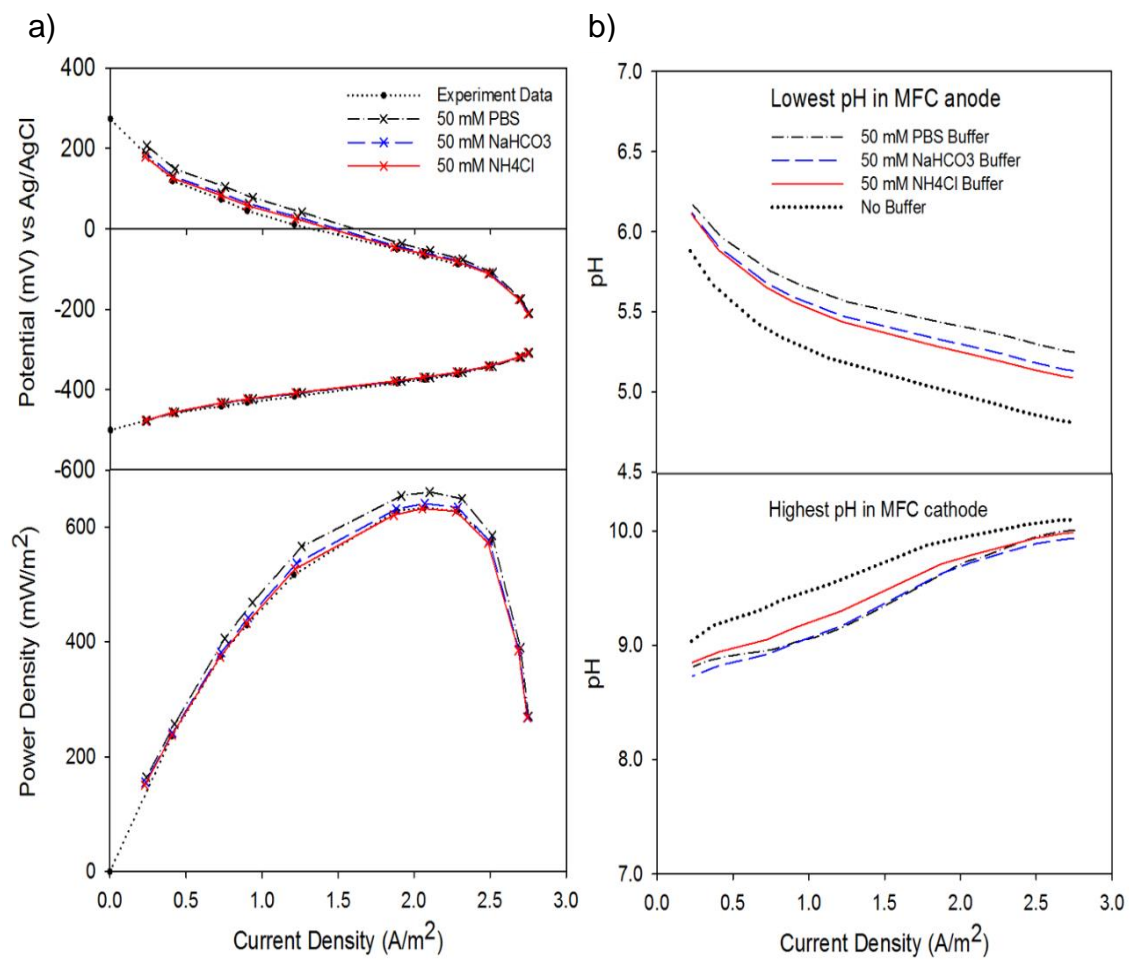 a)
400
200
0
-200
-400
-600
Potential (mV) vs Ag/AgCl
Experiment Data
50 mM PBS
50 mM NaHCO3
50 mM NH4Cl
600
400
200
0
Power Density (mW/m²)
0.0 0.5 1.0 1.5 2.0 2.5 3.0
Current Density (A/m²)
b)
7.0
6.5
6.0
5.5
5.0
4.5
pH
Lowest pH in MFC anode
50 mM PBS Buffer
50 mM NaHCO3 Buffer
50 mM NH4Cl Buffer
No Buffer
Highest pH in MFC cathode
10.0
9.0
8.0
7.0
pH
0.0 0.5 1.0 1.5 2.0 2.5 3.0
Current Density (A/m²)